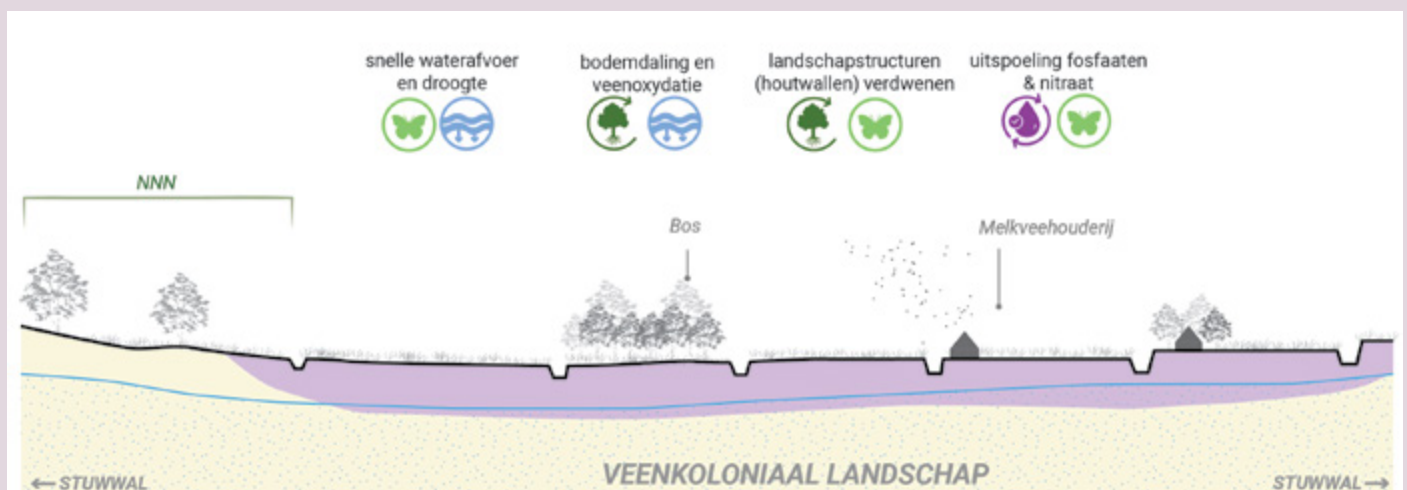 snelle waterafvoer
en droogte
bodemdaling en
veenoxydatie
landschapstructuren
(houtwallen) verdwenen
uitspoeling fosfaaten
& nitraat
NNN
Bos
Melkveehouderij
VEENKOLONIAAL LANDSCHAP
STUWWAL
STUWWAL